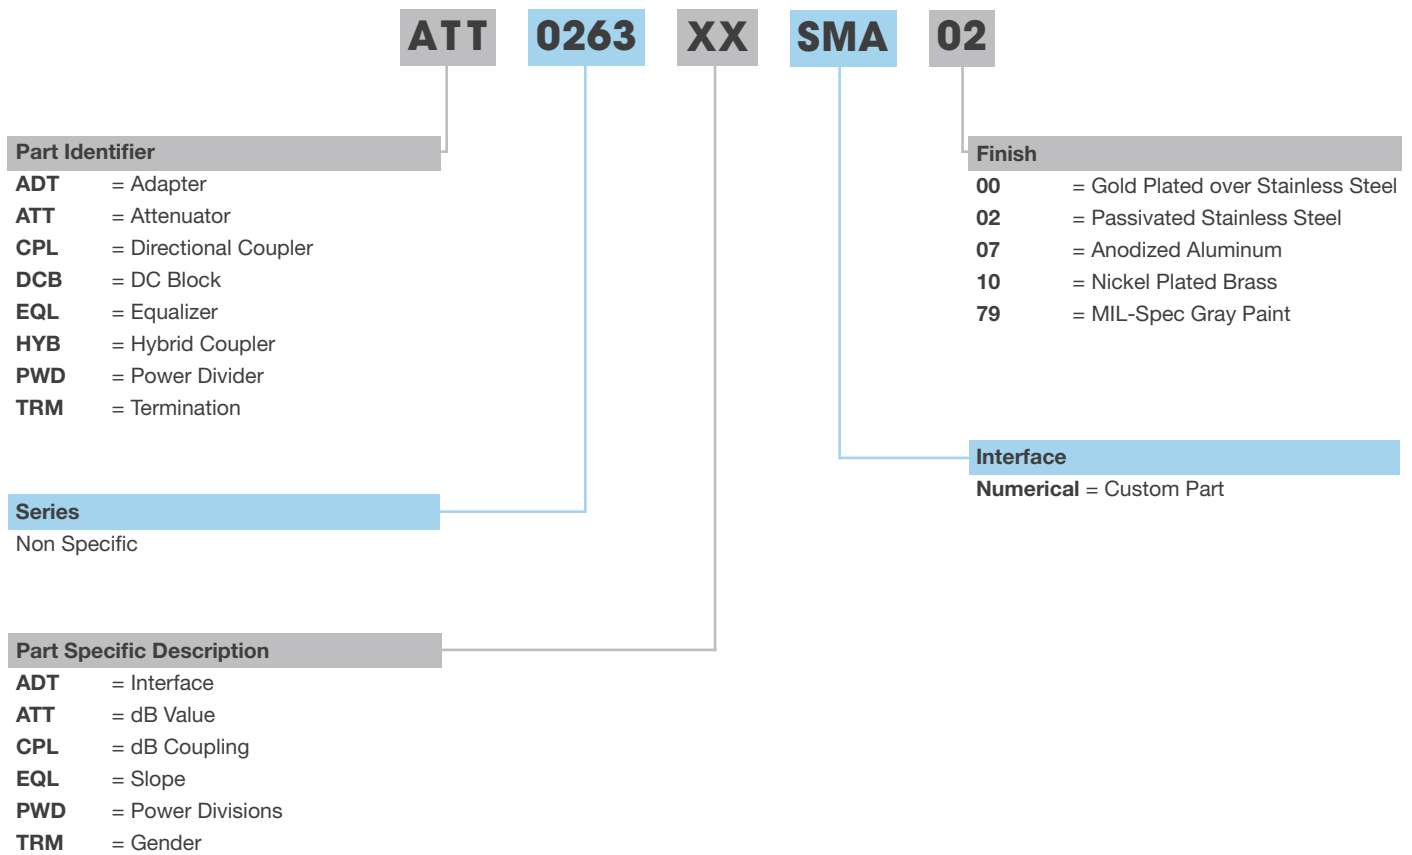 ATT 0263 XX SMA 02
Part Identifier
ADT = Adapter
ATT = Attenuator
CPL = Directional Coupler
DCB = DC Block
EQL = Equalizer
HYB = Hybrid Coupler
PWD = Power Divider
TRM = Termination
Series
Non Specific
Part Specific Description
ADT = Interface
ATT = dB Value
CPL = dB Coupling
EQL = Slope
PWD = Power Divisions
TRM = Gender
Finish
00 = Gold Plated over Stainless Steel
02 = Passivated Stainless Steel
07 = Anodized Aluminum
10 = Nickel Plated Brass
79 = MIL-Spec Gray Paint
Interface
Numerical = Custom Part